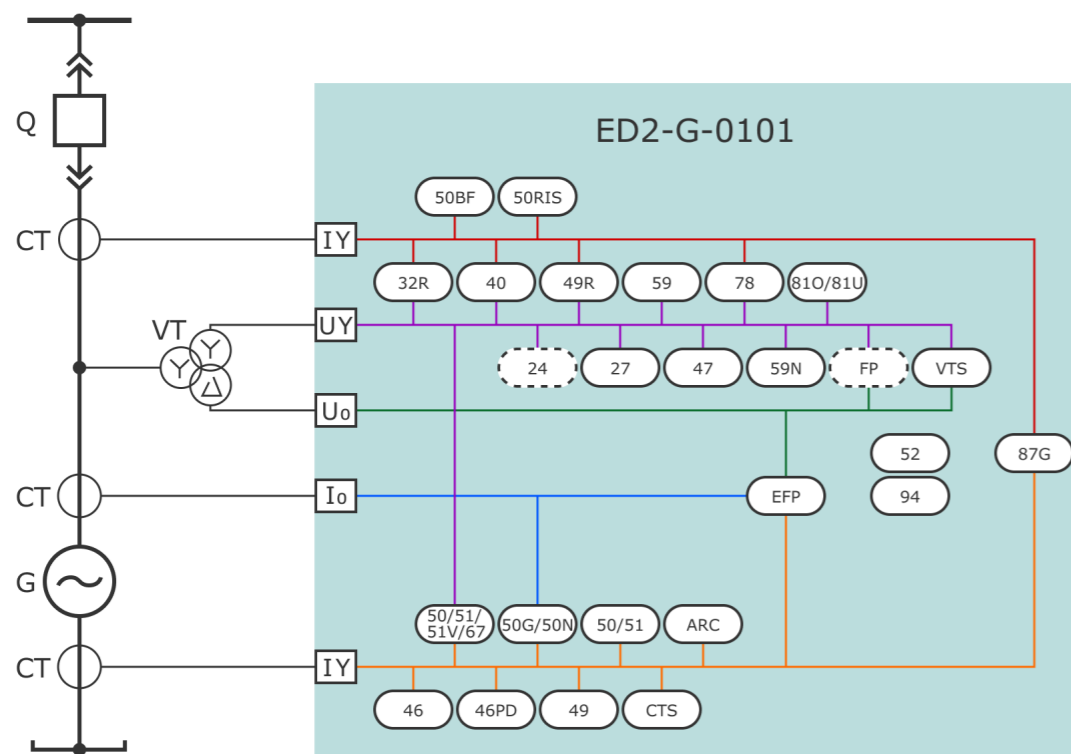 ED2-G-0101
Q
50BF
50RIS
CT
IY
32R
40
49R
59
78
81O/81U
VT
UY
24
27
47
59N
FP
VTS
U0
52
87G
CT
I0
EFP
94
G
50/51/
51V/67
50G/50N
50/51
ARC
CT
IY
46
46PD
49
CTS